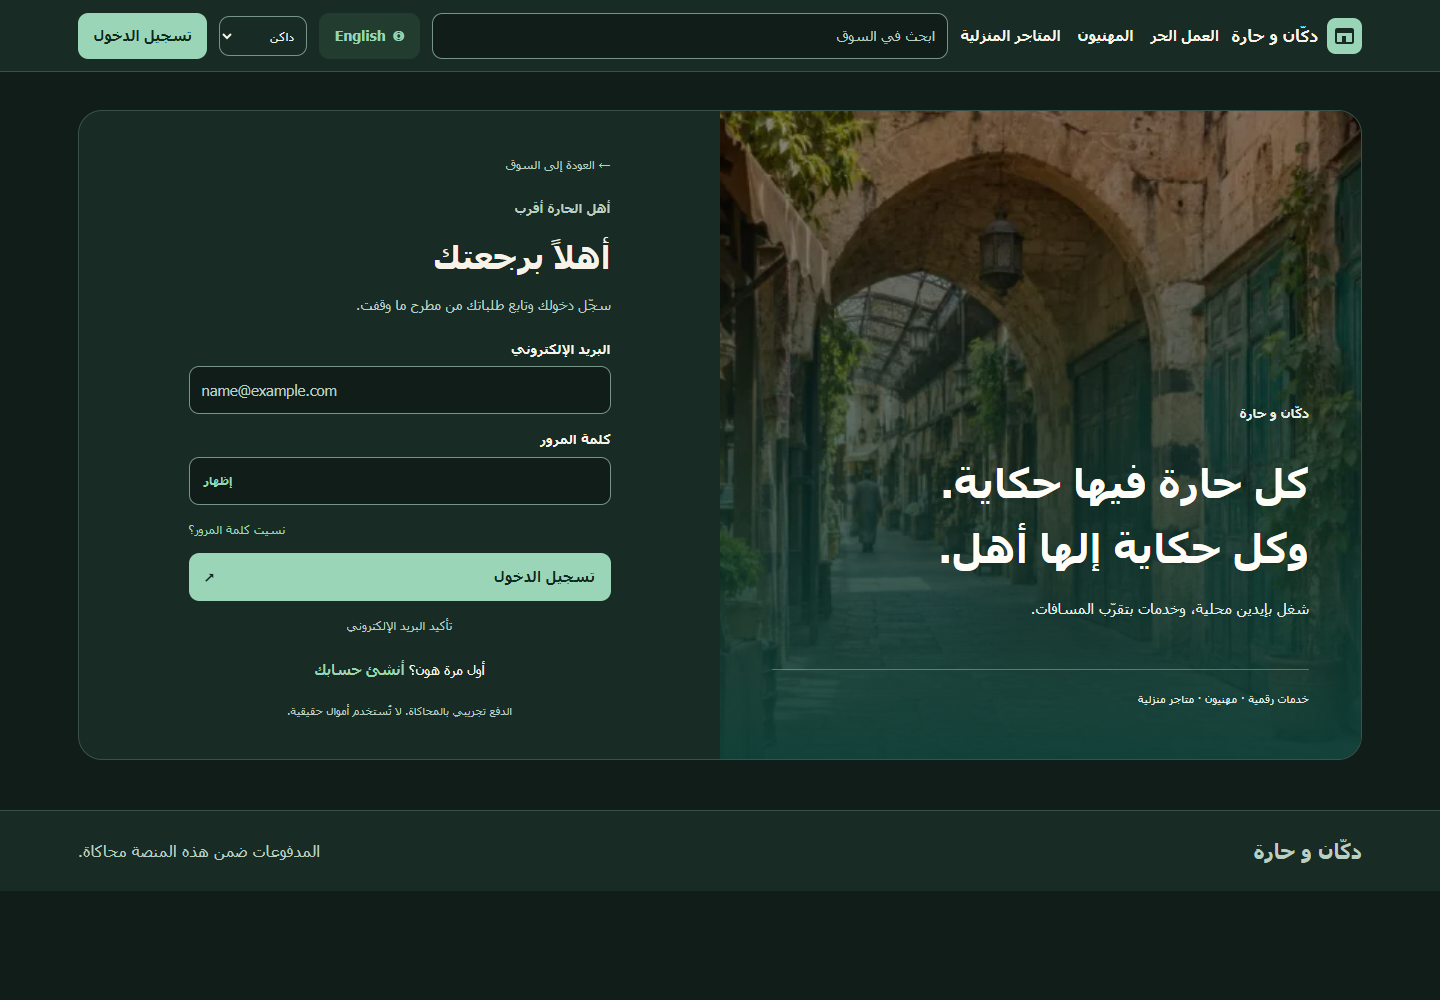 دكّان و حارة
العمل الحر
المهنيون
المتاجر المنزلية
ابحث في السوق
English
داكن
تسجيل الدخول
دكّان و حارة
كل حارة فيها حكاية.
وكل حكاية إلها أهل.
شغل بإيدين محلية، وخدمات بتقرّب المسافات.
خدمات رقمية · مهنيون · متاجر منزلية
← العودة إلى السوق
أهل الحارة أقرب
أهلاً برجعتك
سجّل دخولك وتابع طلباتك من مطرح ما وقفت.
البريد الإلكتروني
name@example.com
كلمة المرور
إظهار
نسيت كلمة المرور؟
تسجيل الدخول ↗
تأكيد البريد الإلكتروني
أول مرة هون؟ أنشئ حسابك
الدفع تجريبي بالمحاكاة. لا تُستخدم أموال حقيقية.
دكّان و حارة
المدفوعات ضمن هذه المنصة محاكاة.